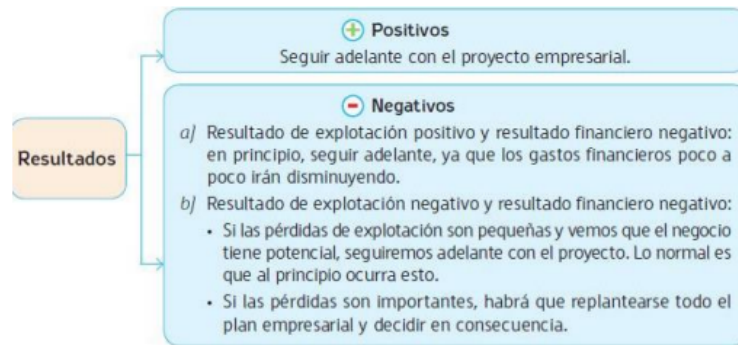 Resultados
Positivos
Seguir adelante con el proyecto empresarial.
Negativos
a) Resultado de explotación positivo y resultado financiero negativo:
en principio, seguir adelante, ya que los gastos financieros poco a
poco irán disminuyendo.
b) Resultado de explotación negativo y resultado financiero negativo:
• Si las pérdidas de explotación son pequeñas y vemos que el negocio
tiene potencial, seguiremos adelante con el proyecto. Lo normal es
que al principio ocurra esto.
• Si las pérdidas son importantes, habrá que replantearse todo el
plan empresarial y decidir en consecuencia.